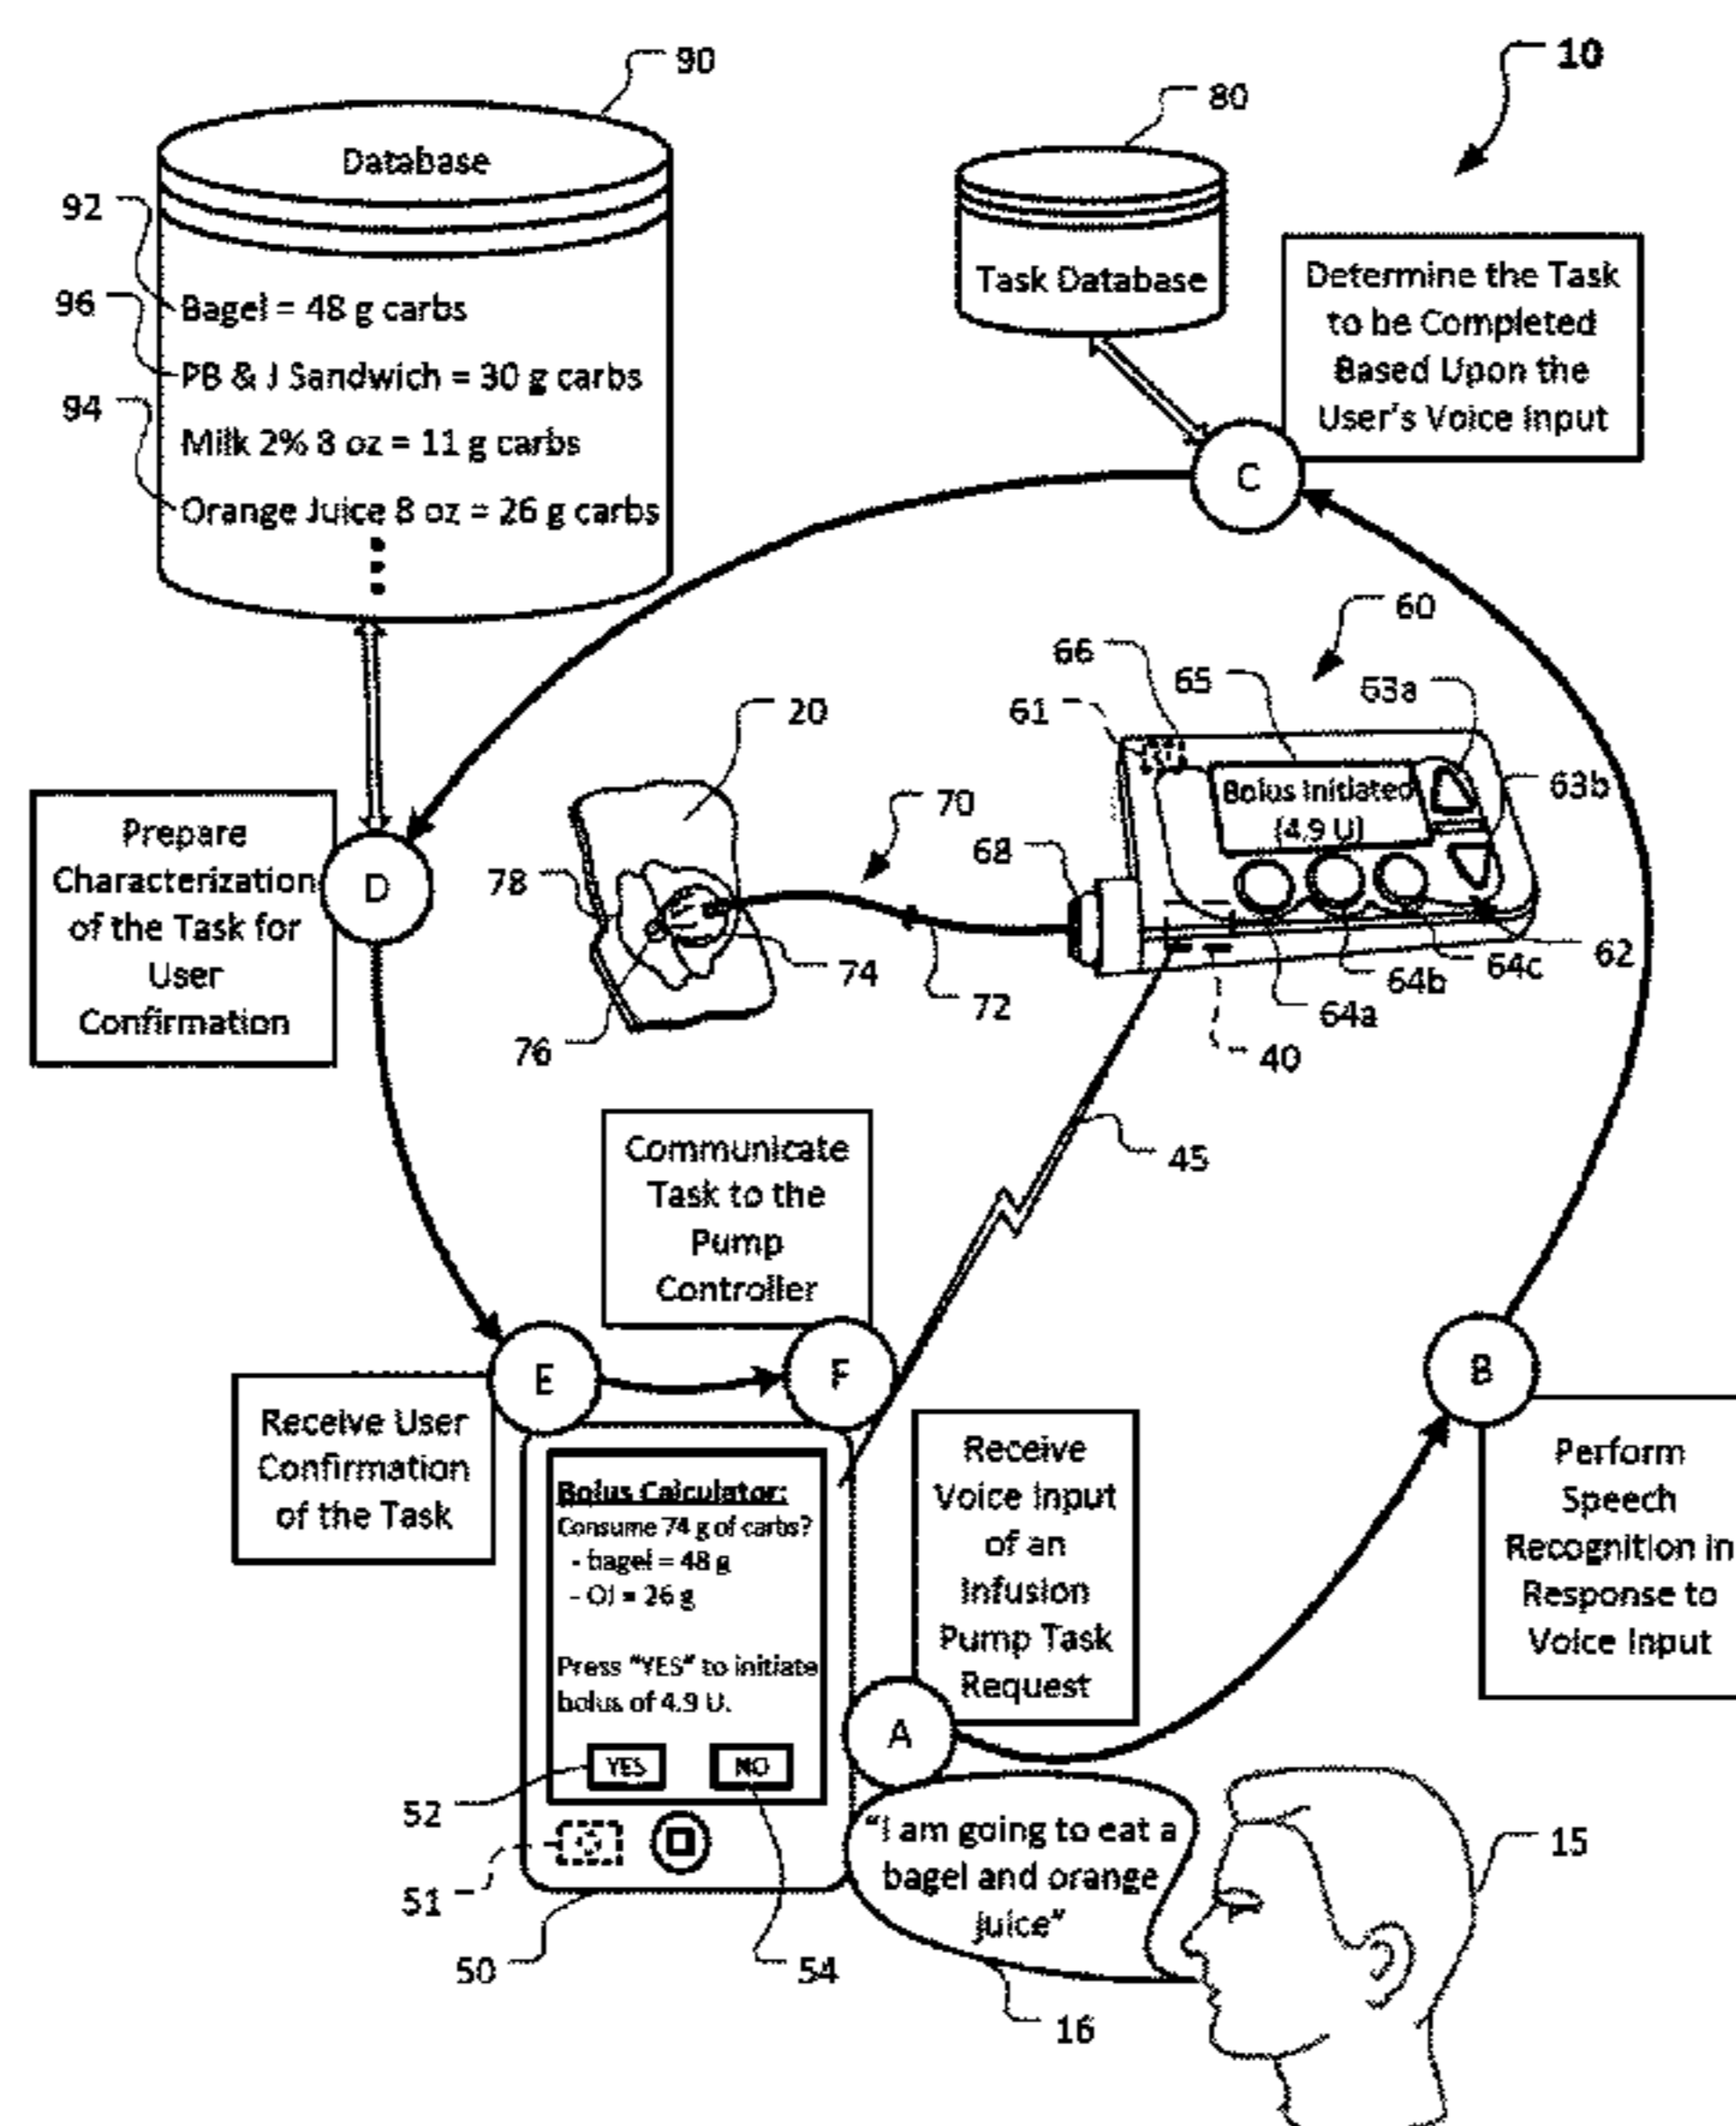 10
90
Database
92
Bagel = 48 g carbs
96
PB & J Sandwich = 30 g carbs
94
Milk 2% 8 oz = 11 g carbs
Orange Juice 8 oz = 26 g carbs
80
Task Database
Determine the Task
to be Completed
Based Upon the
User's Voice Input
C
60
66
65
63a
61
63b
Bolus Initiated
(4.9 U)
68
62
64c
64b
64a
40
20
70
78
74
72
76
45
Prepare
Characterization
of the Task for
User
Confirmation
D
Communicate
Task to the
Pump
Controller
E
F
B
Receive User
Confirmation
of the Task
Perform
Speech
Recognition in
Response to
Voice Input
Receive
Voice Input
of an
Infusion
Pump Task
Request
A
Bolus Calculator:
Consume 74 g of carbs?
- bagel = 48 g
- OJ = 26 g
Press "YES" to initiate
bolus of 4.9 U.
YES
NO
52
51
50
54
"I am going to eat a
bagel and orange
juice"
15
16